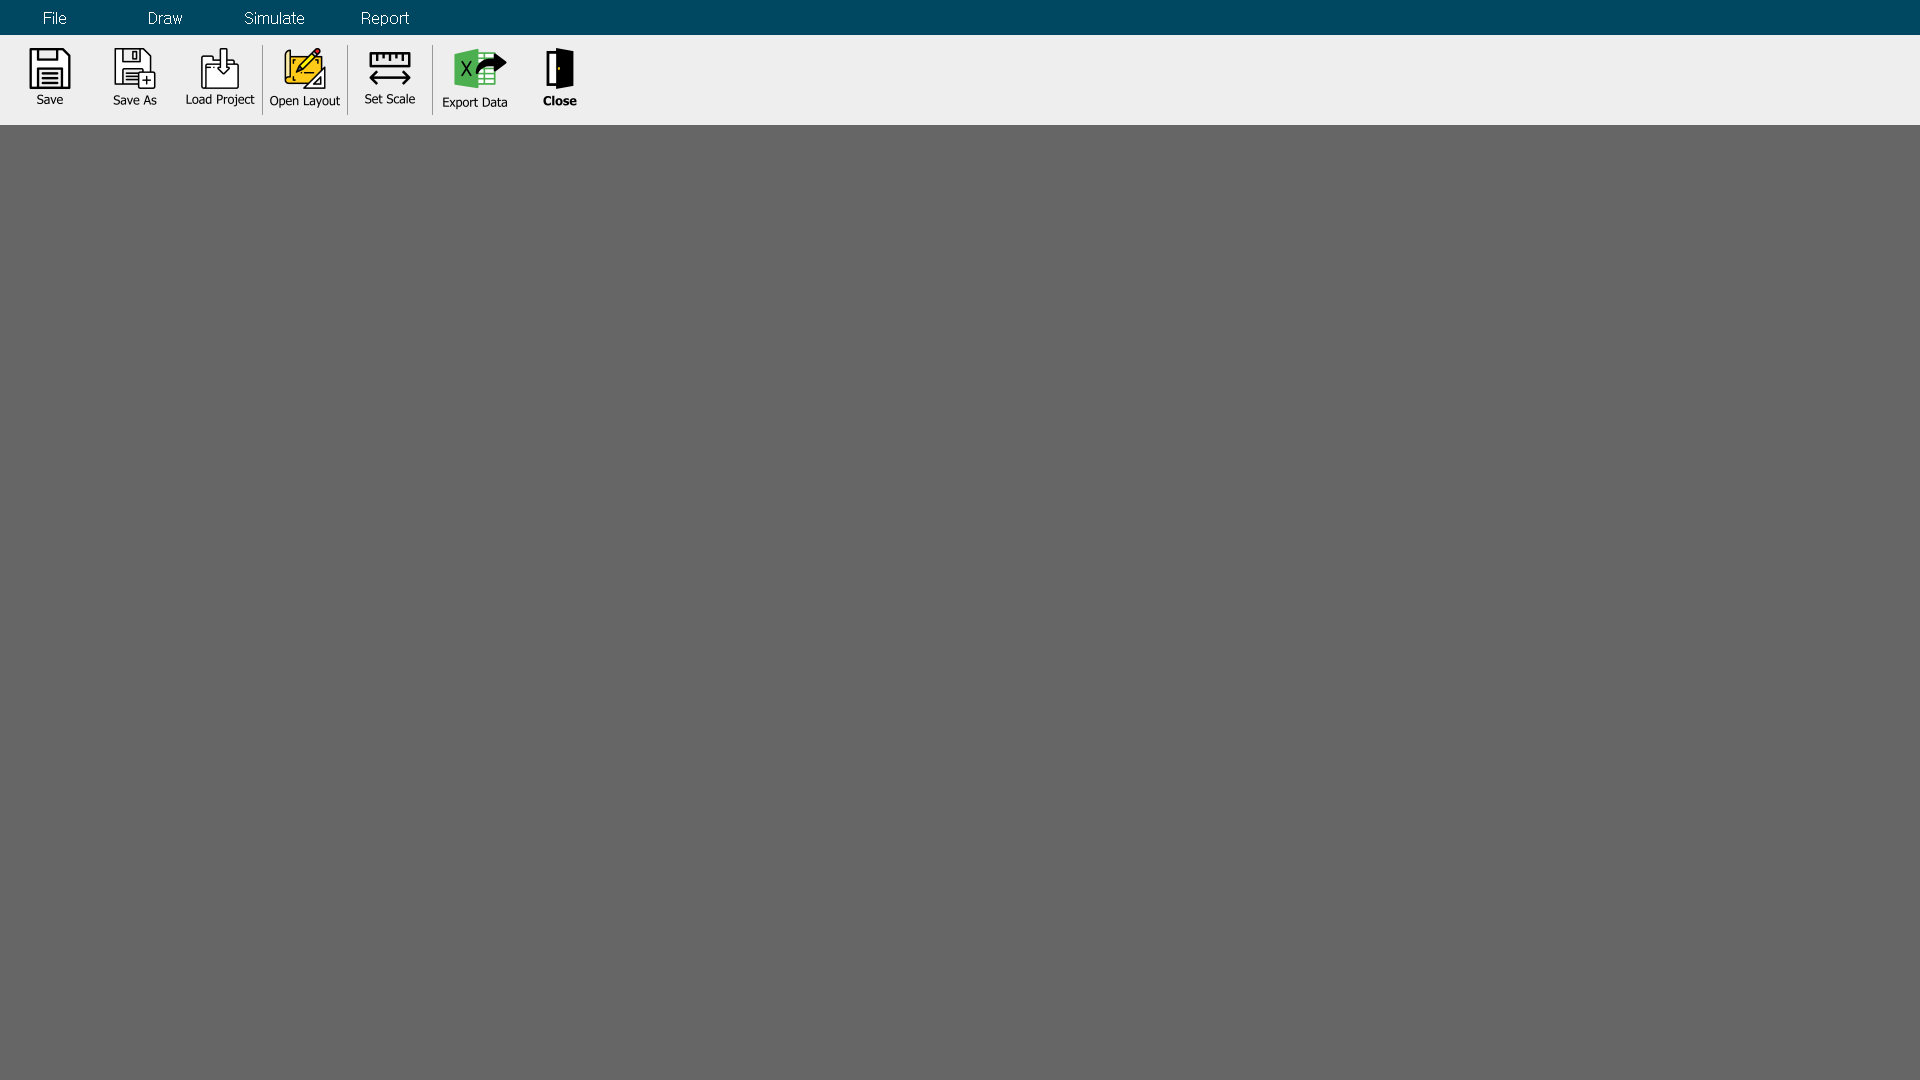 File Draw Simulate Report
Save Save As Load Project Open Layout Set Scale X Export Data Close